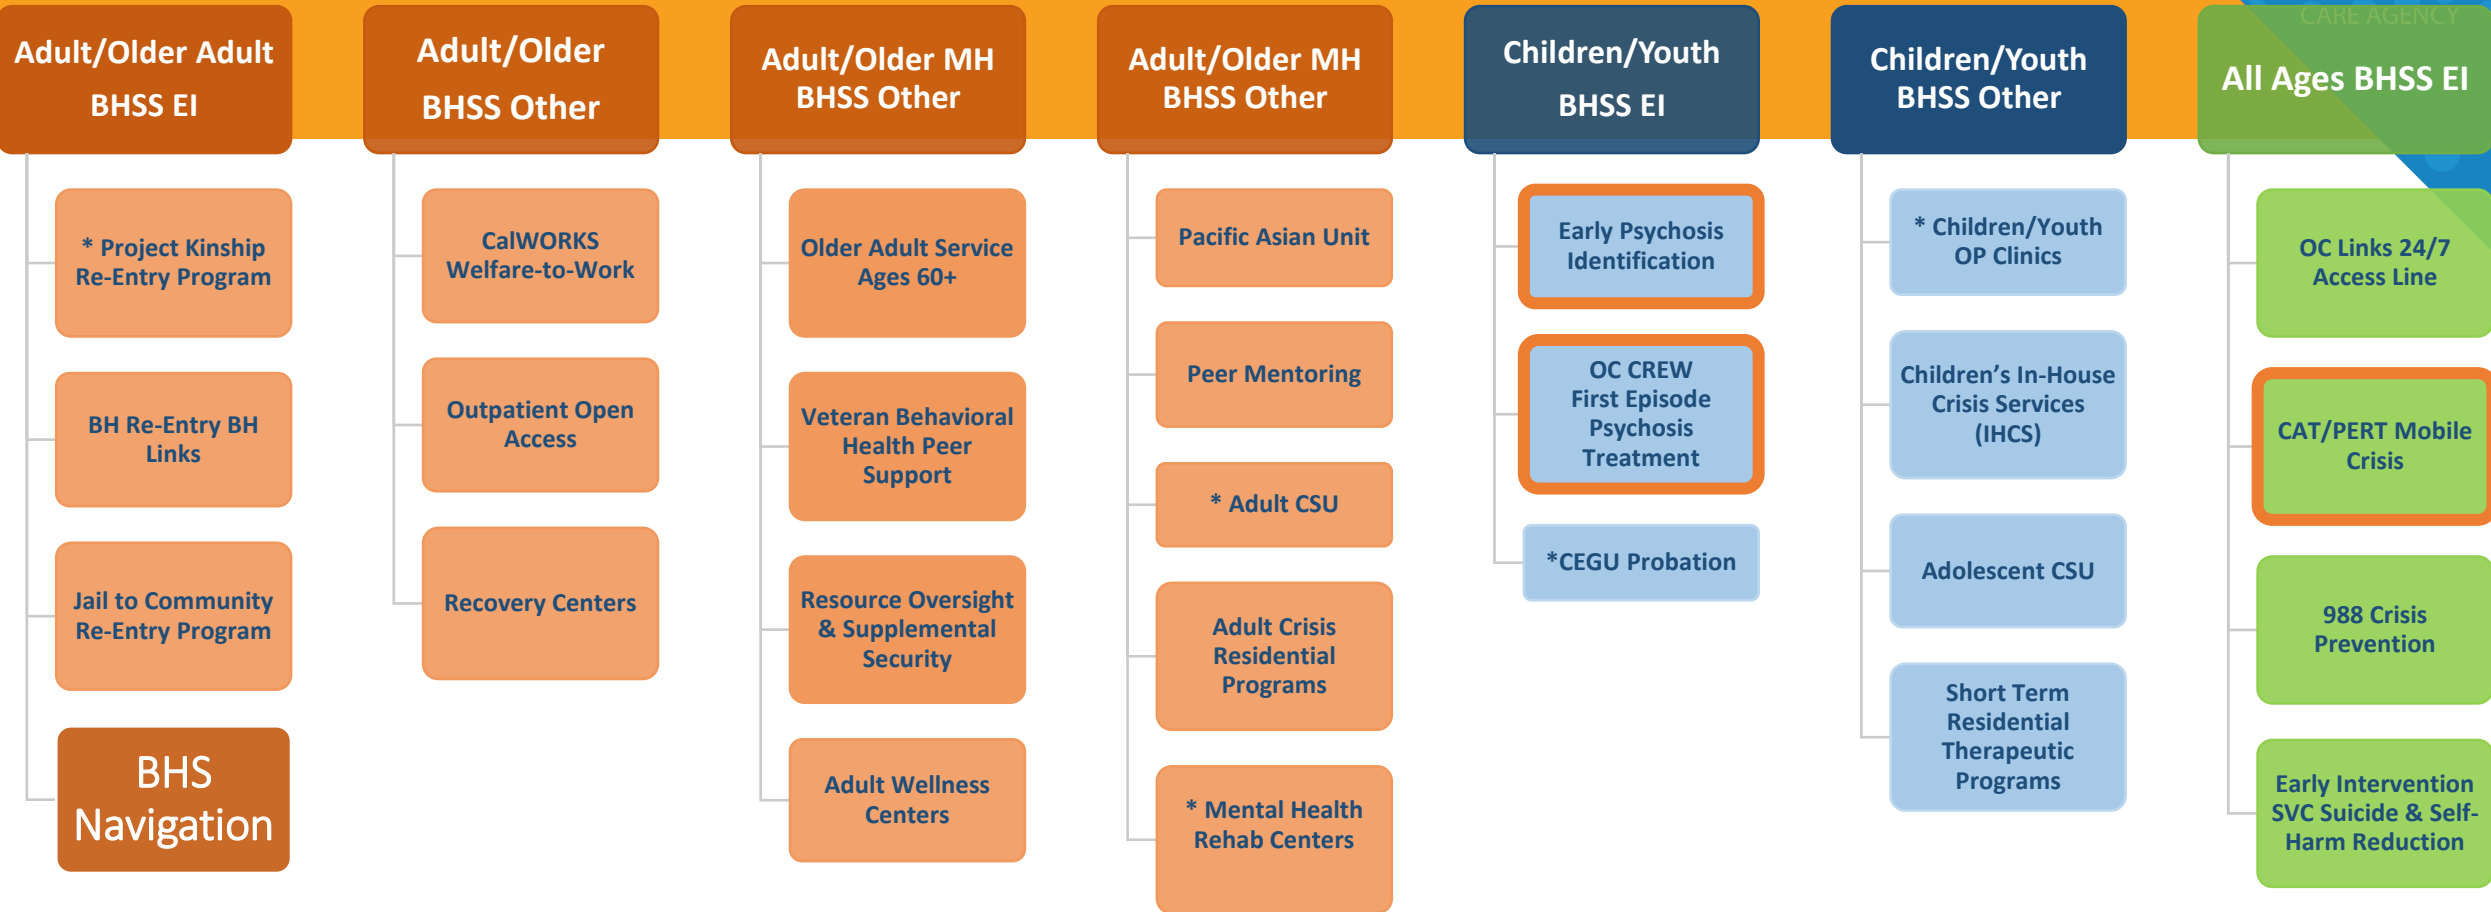 CARE AGENCY
Adult/Older Adult
BHSS EI
* Project Kinship
Re-Entry Program
BH Re-Entry BH
Links
Jail to Community
Re-Entry Program
BHS
Navigation
Adult/Older
BHSS Other
CalWORKS
Welfare-to-Work
Outpatient Open
Access
Recovery Centers
Adult/Older MH
BHSS Other
Older Adult Service
Ages 60+
Veteran Behavioral
Health Peer
Support
Resource Oversight
& Supplemental
Security
Adult Wellness
Centers
Adult/Older MH
BHSS Other
Pacific Asian Unit
Peer Mentoring
* Adult CSU
Adult Crisis
Residential
Programs
* Mental Health
Rehab Centers
Children/Youth
BHSS EI
Early Psychosis
Identification
OC CREW
First Episode
Psychosis
Treatment
*CEGU Probation
Children/Youth
BHSS Other
* Children/Youth
OP Clinics
Children’s In-House
Crisis Services
(IHCS)
Adolescent CSU
Short Term
Residential
Therapeutic
Programs
All Ages BHSS EI
OC Links 24/7
Access Line
CAT/PERT Mobile
Crisis
988 Crisis
Prevention
Early Intervention
SVC Suicide & Self-
Harm Reduction